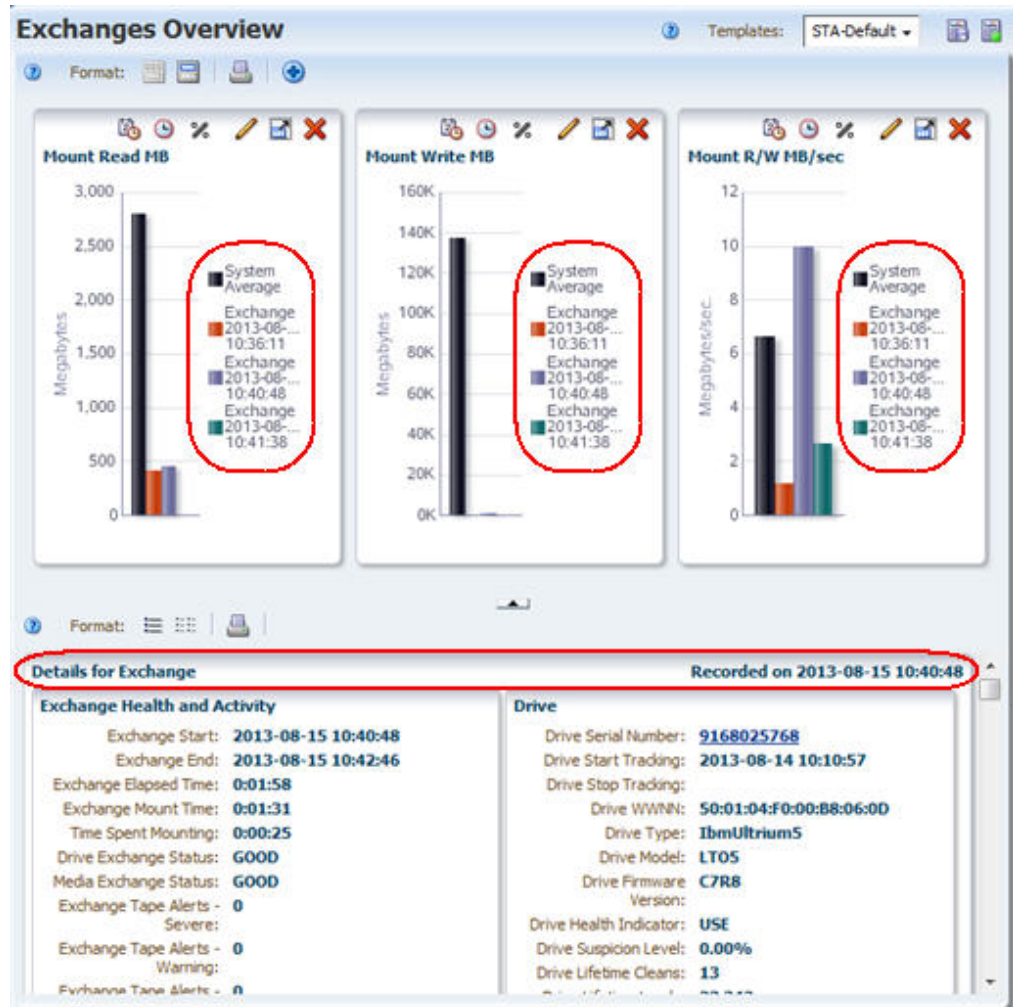 Exchanges Overview
Templates: STA-Default
Format:
Mount Read MB
3,000
2,500
2,000
1,500
1,000
500
0
Megabytes
System
Average
Exchange
2013-08-...
10:36:11
Exchange
2013-08-...
10:40:48
Exchange
2013-08-...
10:41:38
Mount Write MB
160K
140K
120K
100K
80K
60K
40K
20K
0K
Megabytes
System
Average
Exchange
2013-08-...
10:36:11
Exchange
2013-08-...
10:40:48
Exchange
2013-08-...
10:41:38
Mount R/W MB/sec
12
10
8
6
4
2
0
Megabytes/sec.
System
Average
Exchange
2013-08-...
10:36:11
Exchange
2013-08-...
10:40:48
Exchange
2013-08-...
10:41:38
Format:
Details for Exchange Recorded on 2013-08-15 10:40:48
Exchange Health and Activity
Exchange Start: 2013-08-15 10:40:48
Exchange End: 2013-08-15 10:42:46
Exchange Elapsed Time: 0:01:58
Exchange Mount Time: 0:01:31
Time Spent Mounting: 0:00:25
Drive Exchange Status: GOOD
Media Exchange Status: GOOD
Exchange Tape Alerts - 0
Severe:
Exchange Tape Alerts - 0
Warning:
Exchange Tape Alerts - 0
Drive
Drive Serial Number: 9168025768
Drive Start Tracking: 2013-08-14 10:10:57
Drive Stop Tracking:
Drive WWNN: 50:01:04:F0:00:B8:06:0D
Drive Type: IbmUltrium5
Drive Model: LTO5
Drive Firmware C7R8
Version:
Drive Health Indicator: USE
Drive Suspicion Level: 0.00%
Drive Lifetime Cleans: 13